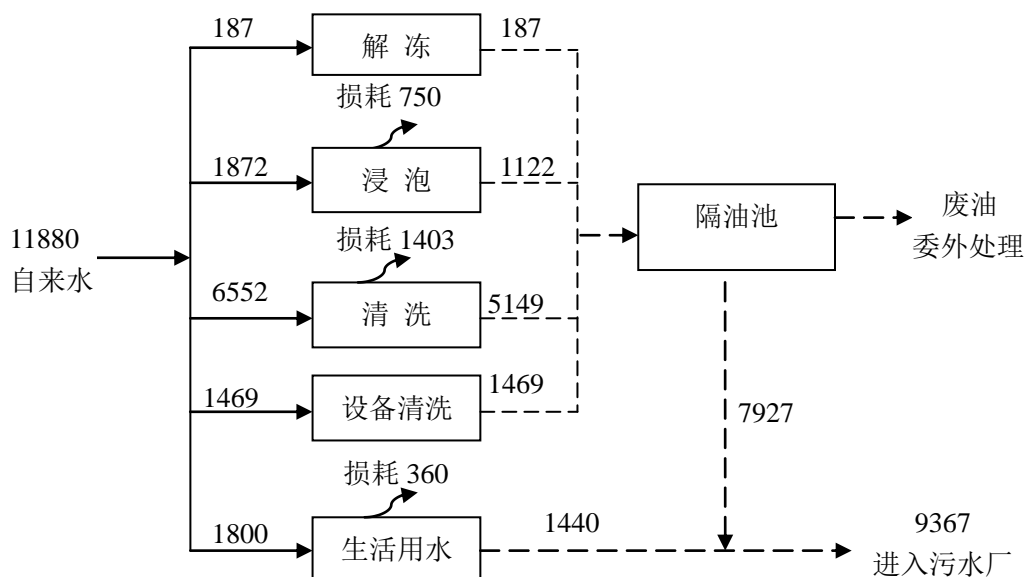 187
解 冻
187
损耗 750
1872
浸 泡
1122
隔油池
废油
委外处理
11880
自来水
损耗 1403
6552
清 洗
5149
1469
设备清洗
1469
7927
损耗 360
1800
生活用水
1440
9367
进入污水厂